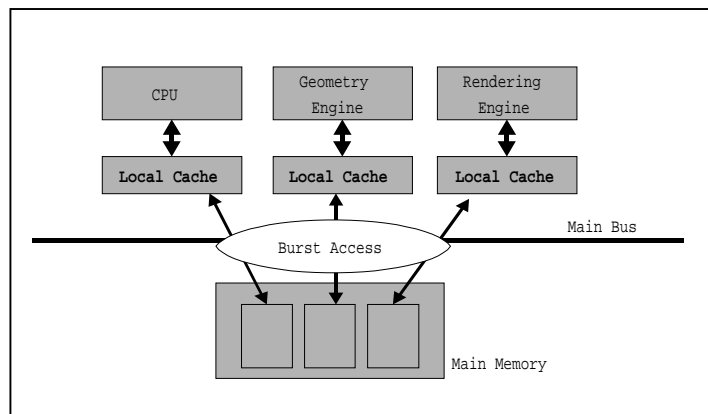 CPU
Geometry
Engine
Rendering
Engine
Local Cache
Local Cache
Local Cache
Main Bus
Burst Access
Main Memory